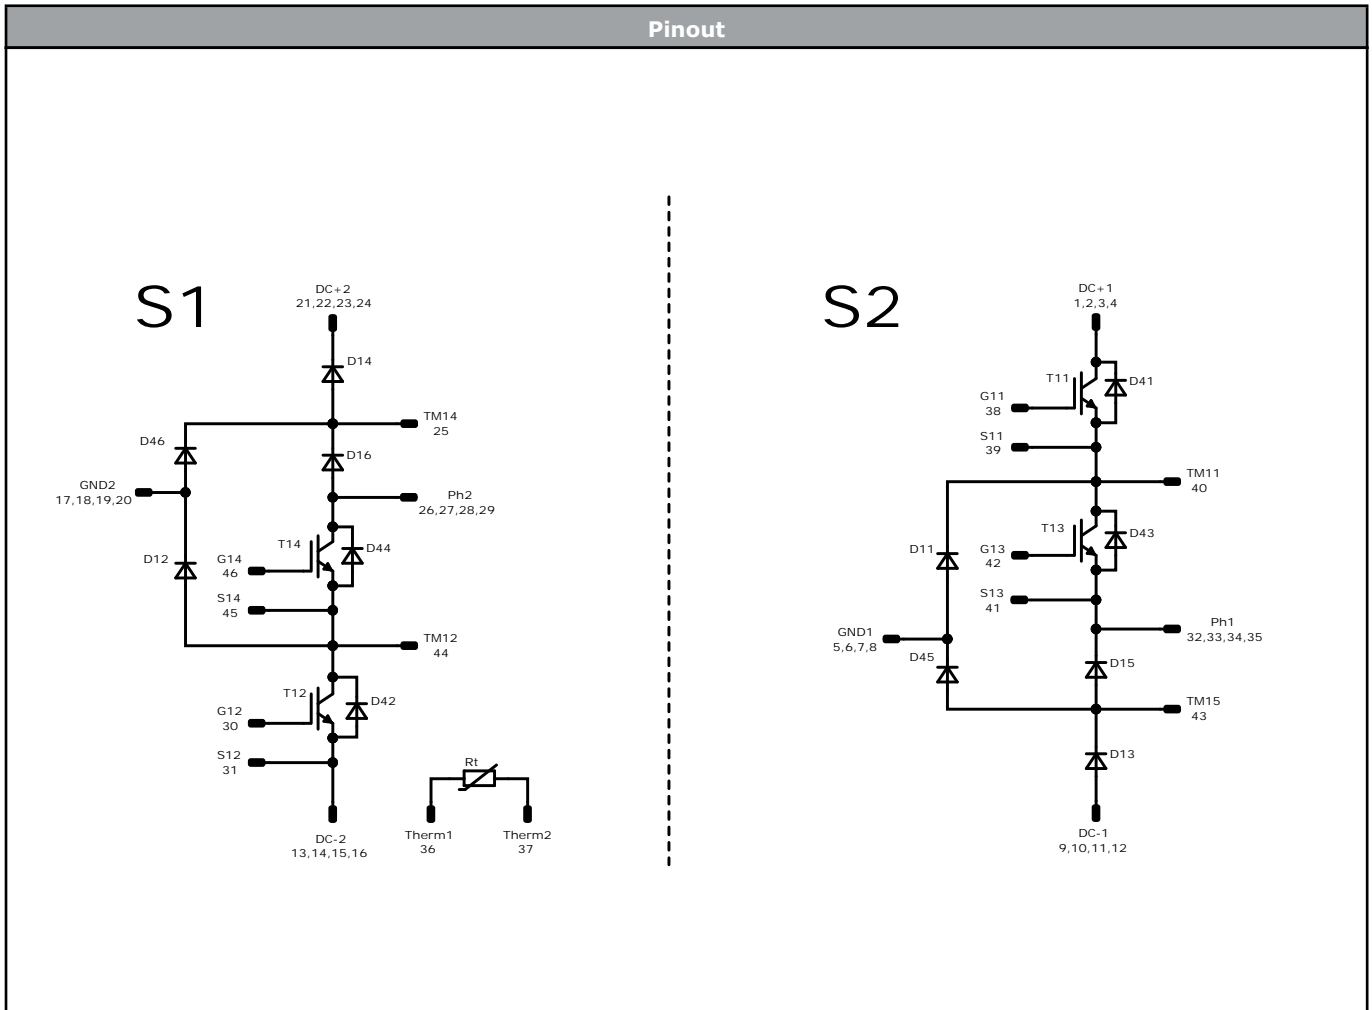 Pinout
S1
DC+2
21,22,23,24
D14
TM14
25
D46
D16
GND2
17,18,19,20
Ph2
26,27,28,29
T14
D44
D12
G14
46
S14
45
TM12
44
T12
D42
G12
30
S12
31
Rt
DC-2
13,14,15,16
Therm1
36
Therm2
37
S2
DC+1
1,2,3,4
T11
D41
G11
38
S11
39
TM11
40
T13
D43
D11
G13
42
S13
41
GND1
5,6,7,8
Ph1
32,33,34,35
D45
D15
TM15
43
D13
DC-1
9,10,11,12